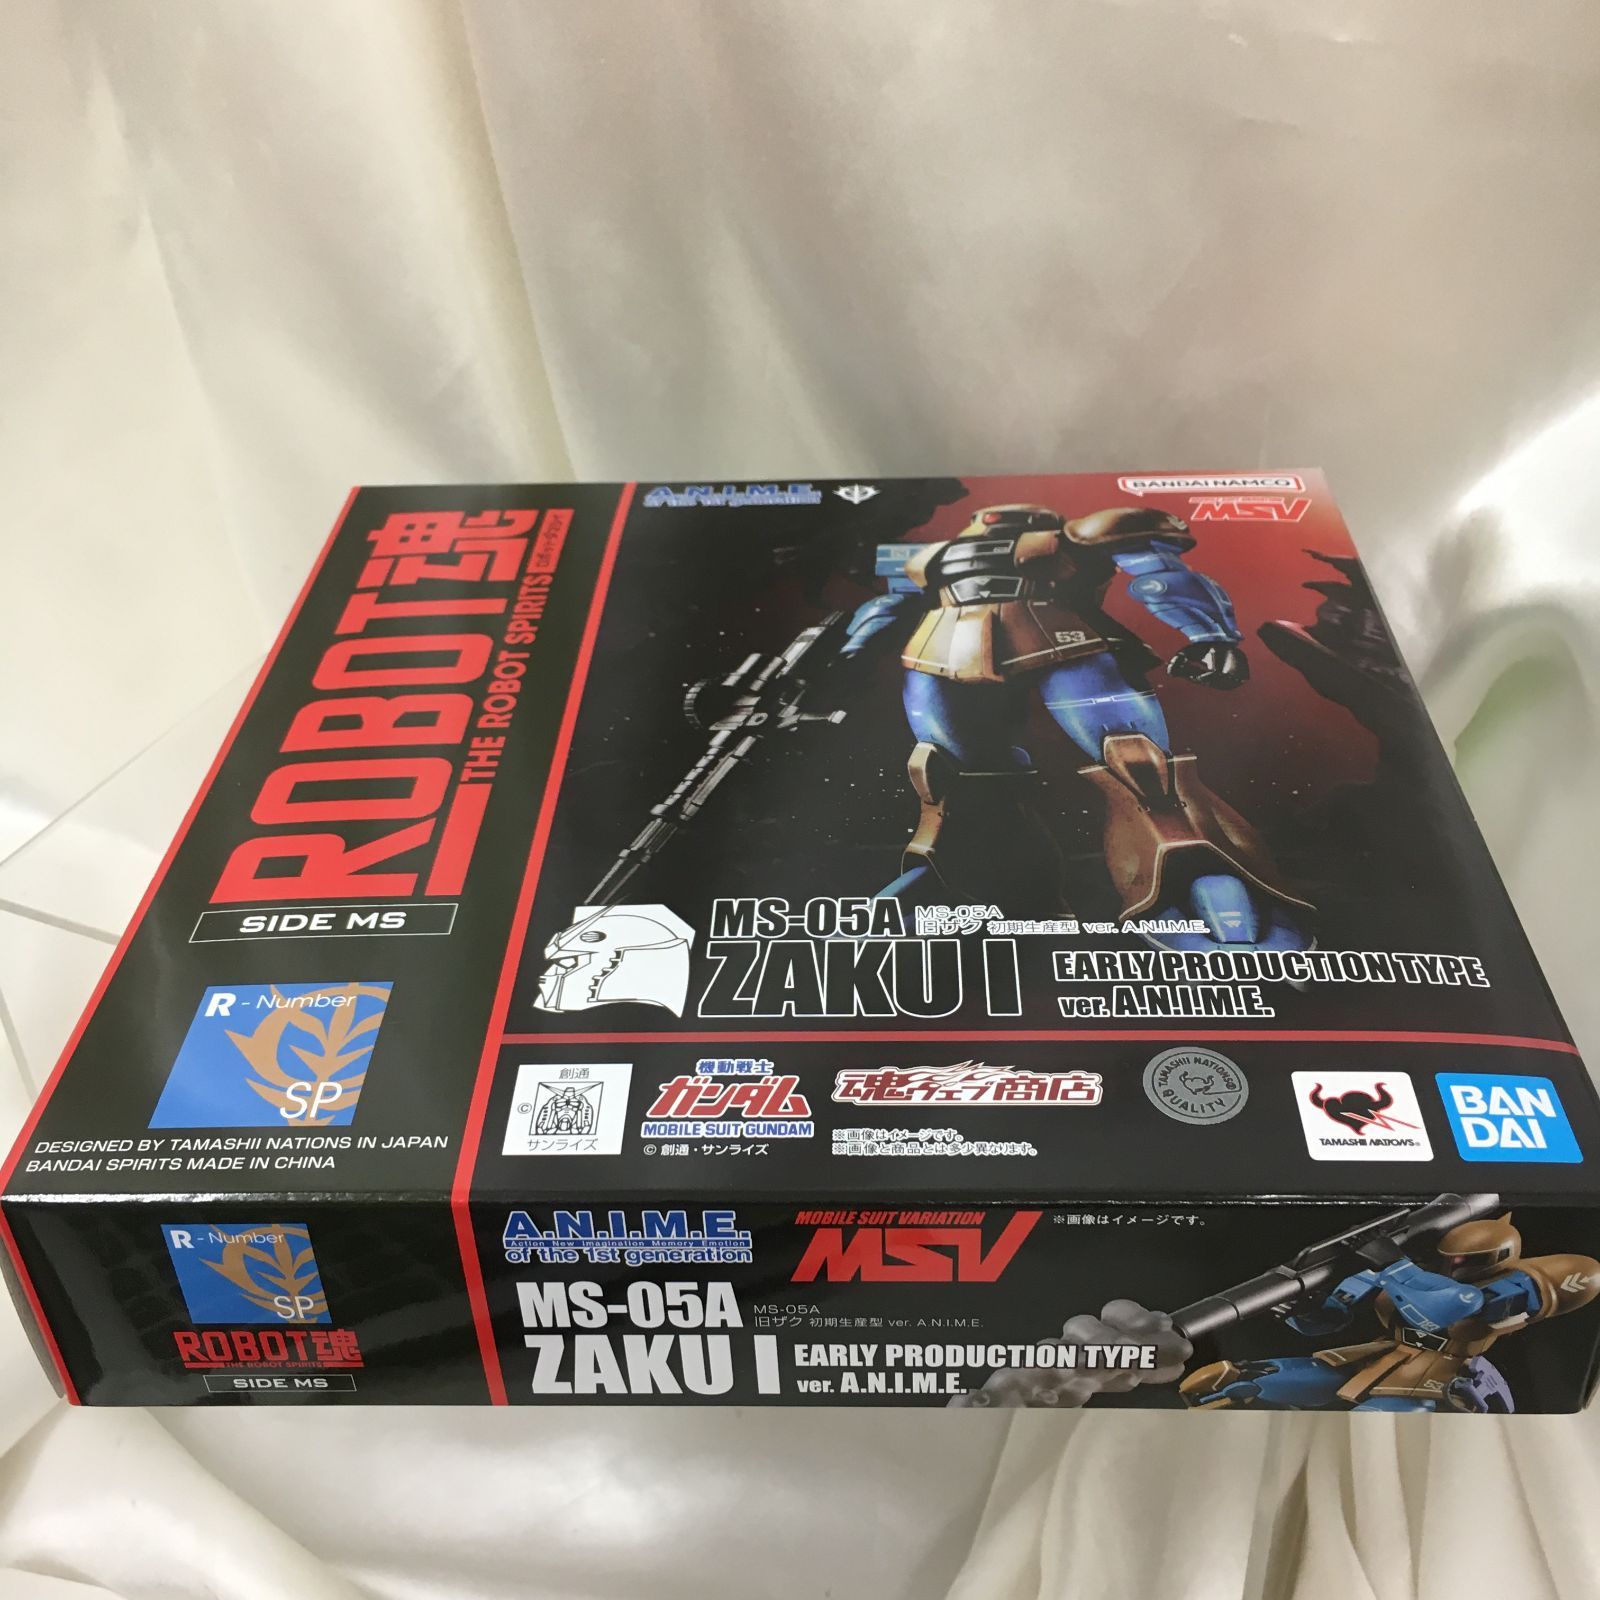 ROBOT魂
THE ROBOT SPIRITS
SIDE MS
R - Number
SP
DESIGNED BY TAMASHII NATIONS IN JAPAN
BANDAI SPIRITS MADE IN CHINA
A.N.I.M.E.
of the 1st generation
BANDAI NAMCO
MSV
53
MS-05A
MS-05A
旧ザク 初期生産型 ver. A.N.I.M.E.
ZAKU I
EARLY PRODUCTION TYPE
ver. A.N.I.M.E.
創通
©
サンライズ
機動戦士
ガンダム
MOBILE SUIT GUNDAM
© 創通・サンライズ
魂ウェブ商店
※画像はイメージです。
※画像と商品とは多少異なります。
TAMASHII NATIONS®
QUALITY
TAMASHII NATIONS®
BAN
DAI
R - Number
SP
ROBOT魂
THE ROBOT SPIRITS
SIDE MS
A.N.I.M.E.
Action New Imagination Memory Emotion
of the 1st generation
MOBILE SUIT VARIATION
MSV
※画像はイメージです。
MS-05A
MS-05A
旧ザク 初期生産型 ver. A.N.I.M.E.
ZAKU I
EARLY PRODUCTION TYPE
ver. A.N.I.M.E.
53